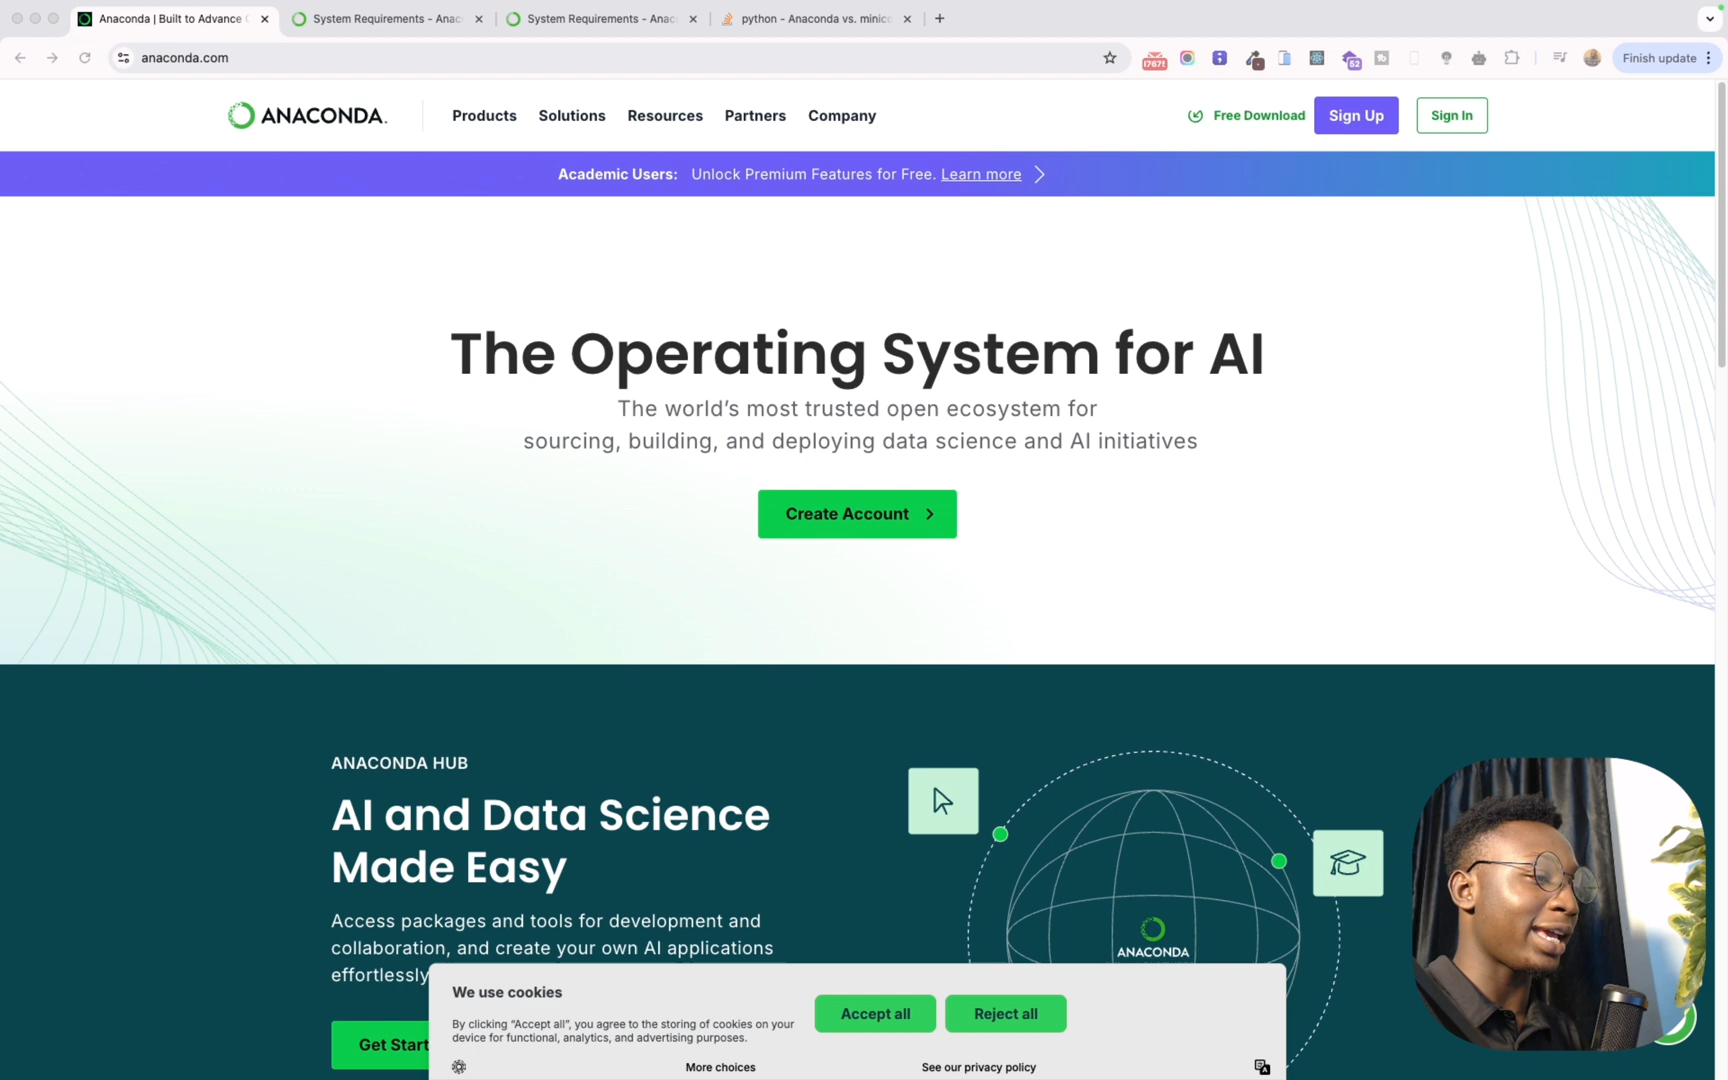 Anaconda | Built to Advance
System Requirements - Anac
System Requirements - Anac
python - Anaconda vs. minico
anaconda.com
52
Finish update
ANACONDA.
Products
Solutions
Resources
Partners
Company
Free Download
Sign Up
Sign In
Academic Users: Unlock Premium Features for Free. Learn more
The Operating System for AI
The world’s most trusted open ecosystem for
sourcing, building, and deploying data science and AI initiatives
Create Account
ANACONDA HUB
AI and Data Science
Made Easy
Access packages and tools for development and
collaboration, and create your own AI applications
effortlessly
Get Start
ANACONDA
We use cookies
By clicking “Accept all”, you agree to the storing of cookies on your
device for functional, analytics, and advertising purposes.
Accept all
Reject all
More choices
See our privacy policy